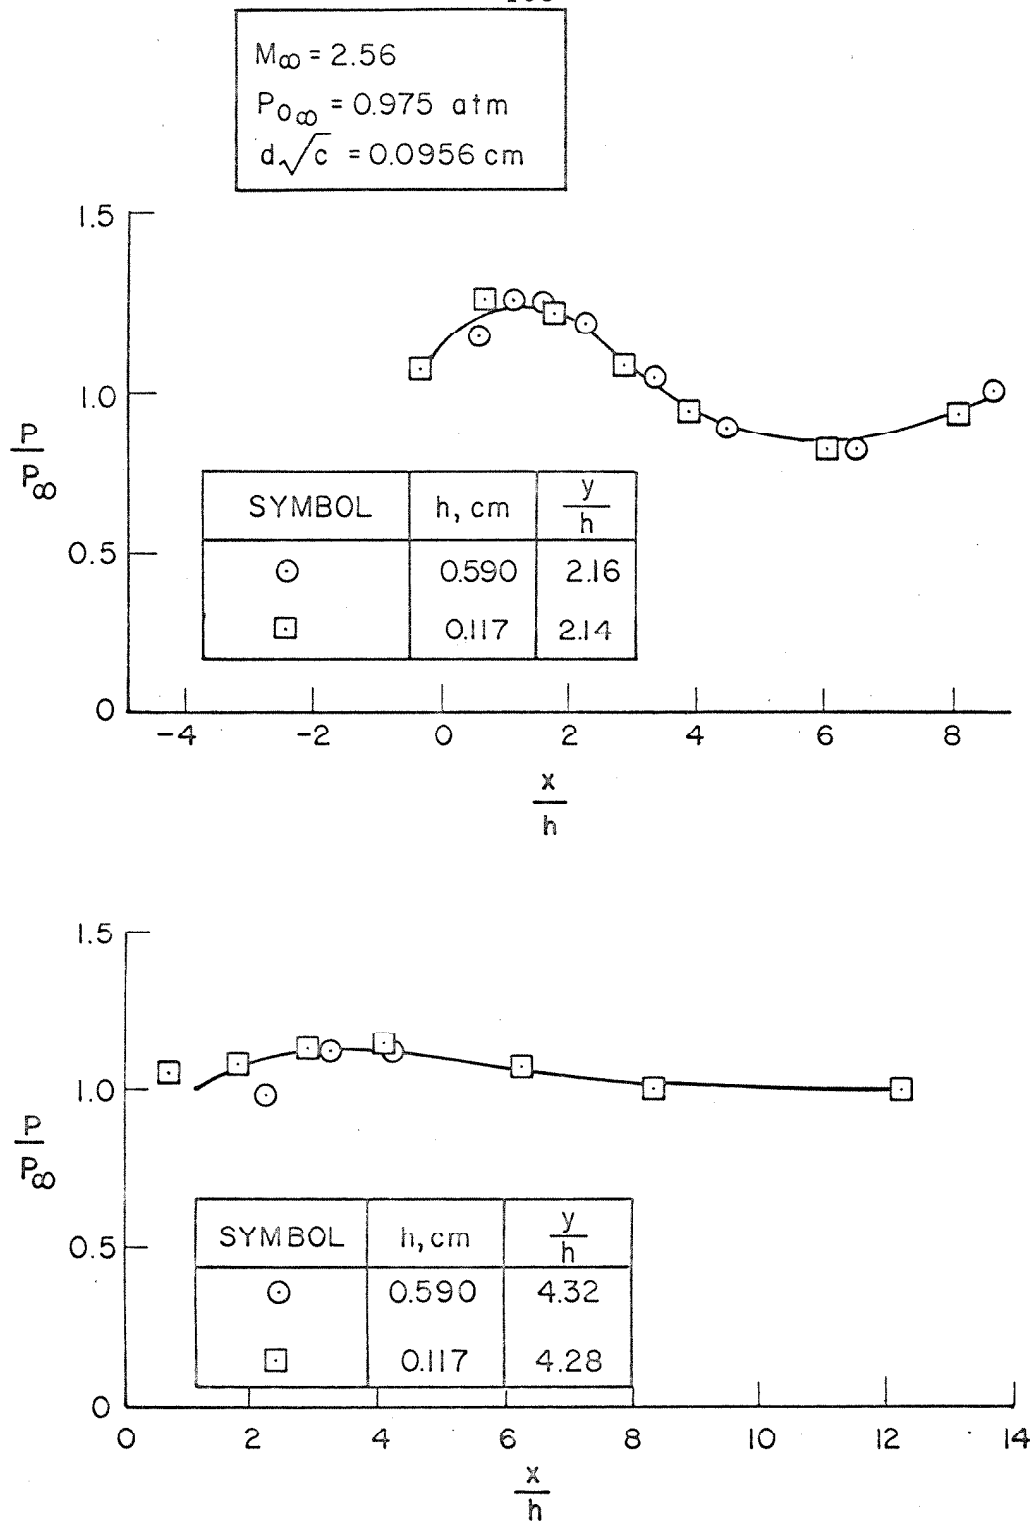 M∞ = 2.56
P0∞ = 0.975 atm
d√c = 0.0956 cm
1.5
1.0
0.5
0
P
P∞
SYMBOL h, cm y/h
⊙ 0.590 2.16
⊡ 0.117 2.14
-4 -2 0 2 4 6 8
x
h
1.5
1.0
0.5
0
P
P∞
SYMBOL h, cm y/h
⊙ 0.590 4.32
⊡ 0.117 4.28
0 2 4 6 8 10 12 14
x
h